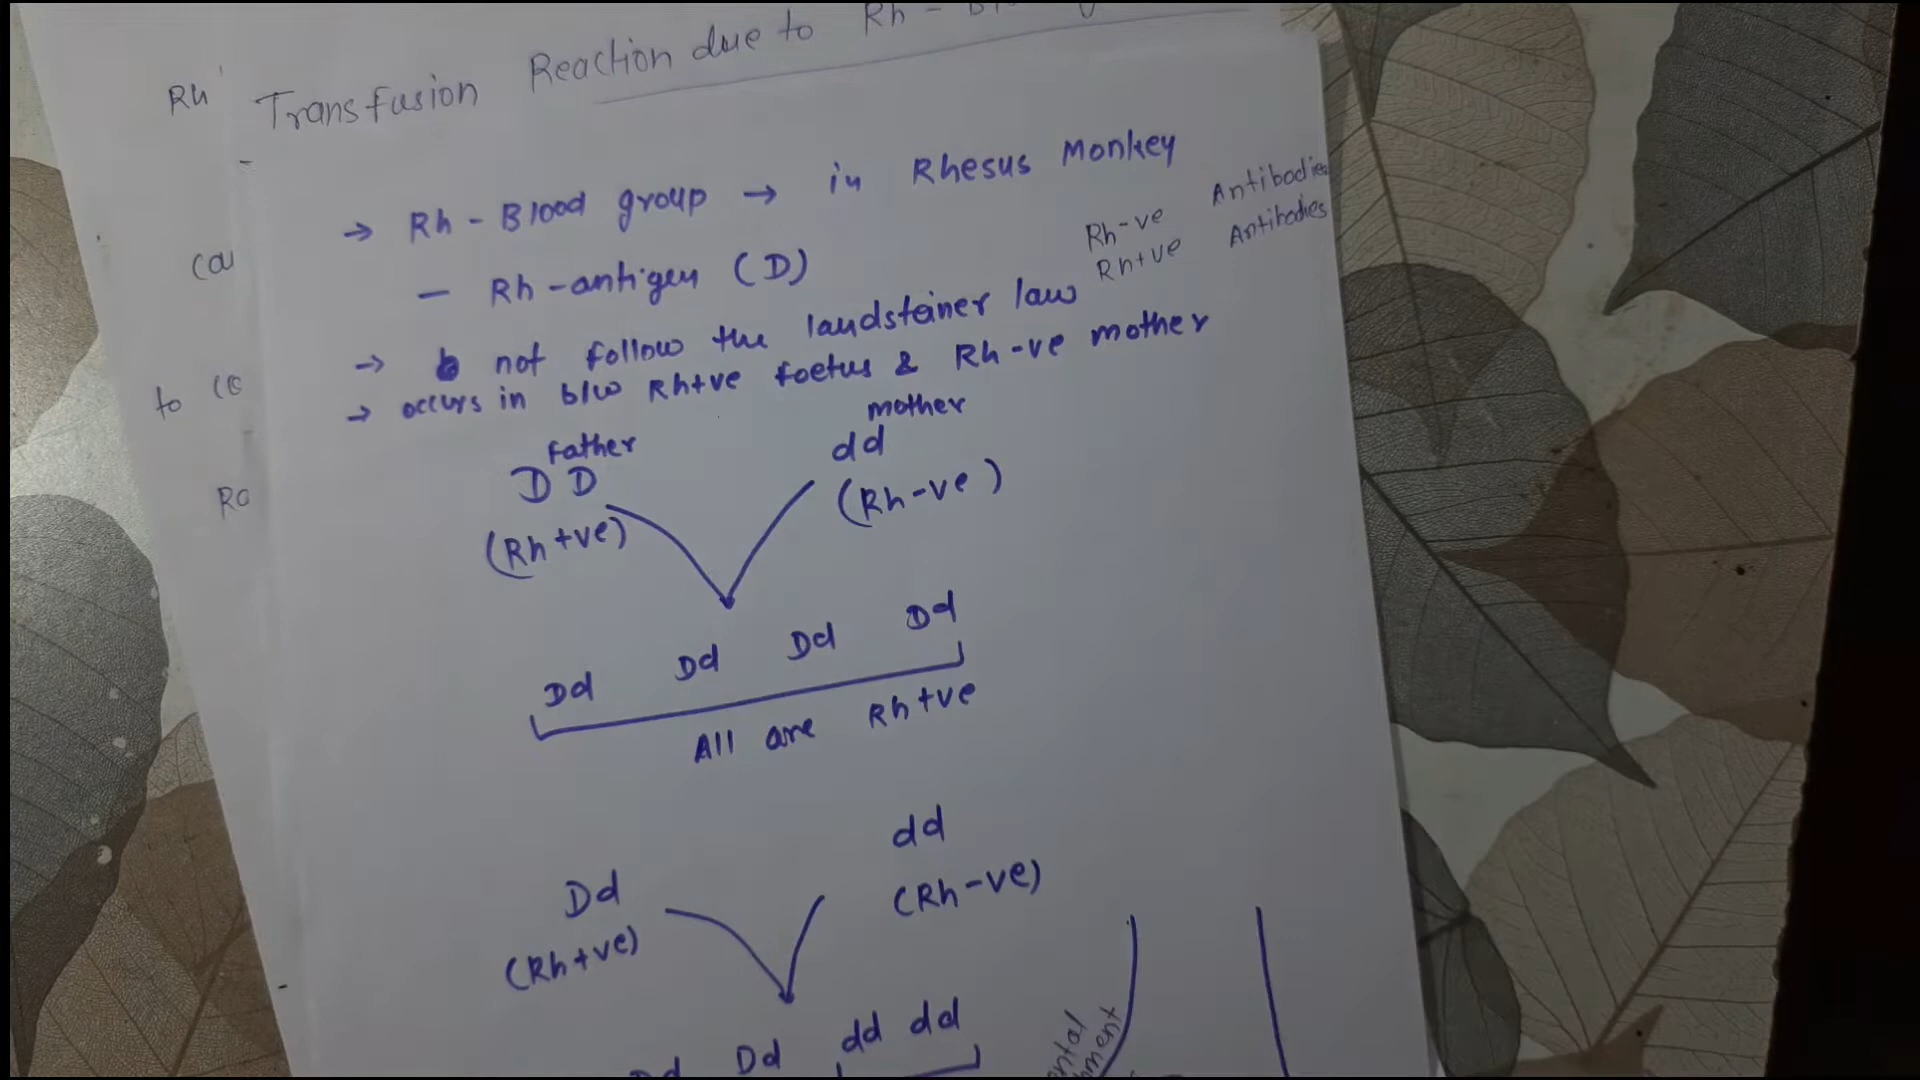 Transfusion Reaction due to Rh -
Rh
→ Rh - Blood group → in Rhesus Monkey
Rh-ve Antibodies
Rh+ve Antibodies
— Rh - antigen (D)
→ not follow the landsteiner law
→ occurs in b/w Rh+ve foetus & Rh-ve mother
to
Father mother
DD dd
(Rh+ve) (Rh-ve)
Dd Dd Dd Dd
All are Rh+ve
Dd dd
(Rh+ve) (Rh-ve)
Dd Dd dd dd